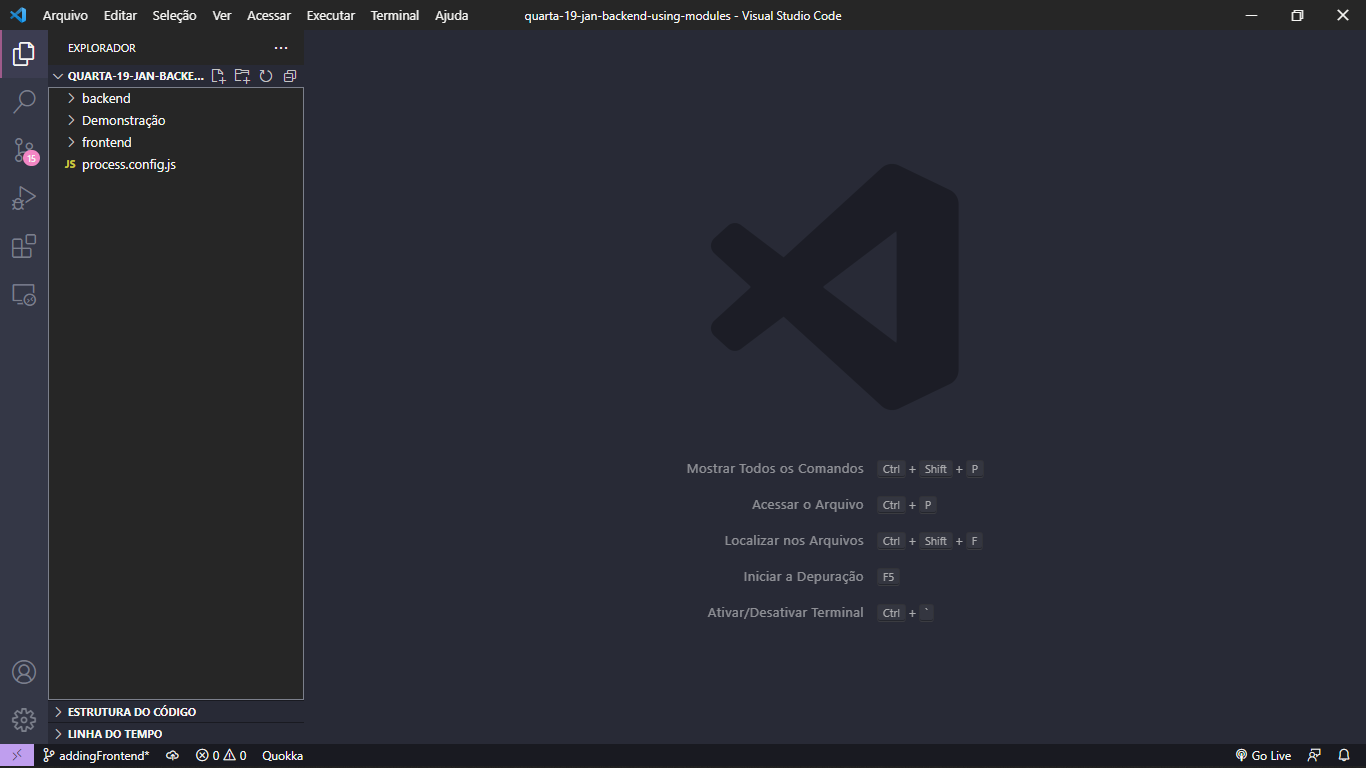 Arquivo Editar Seleção Ver Acessar Executar Terminal Ajuda quarta-19-jan-backend-using-modules - Visual Studio Code
EXPLORADOR
QUARTA-19-JAN-BACKE...
backend
Demonstração
frontend
JS process.config.js
15
Mostrar Todos os Comandos Ctrl + Shift + P
Acessar o Arquivo Ctrl + P
Localizar nos Arquivos Ctrl + Shift + F
Iniciar a Depuração F5
Ativar/Desativar Terminal Ctrl + `
ESTRUTURA DO CÓDIGO
LINHA DO TEMPO
addingFrontend* 0 0 Quokka Go Live